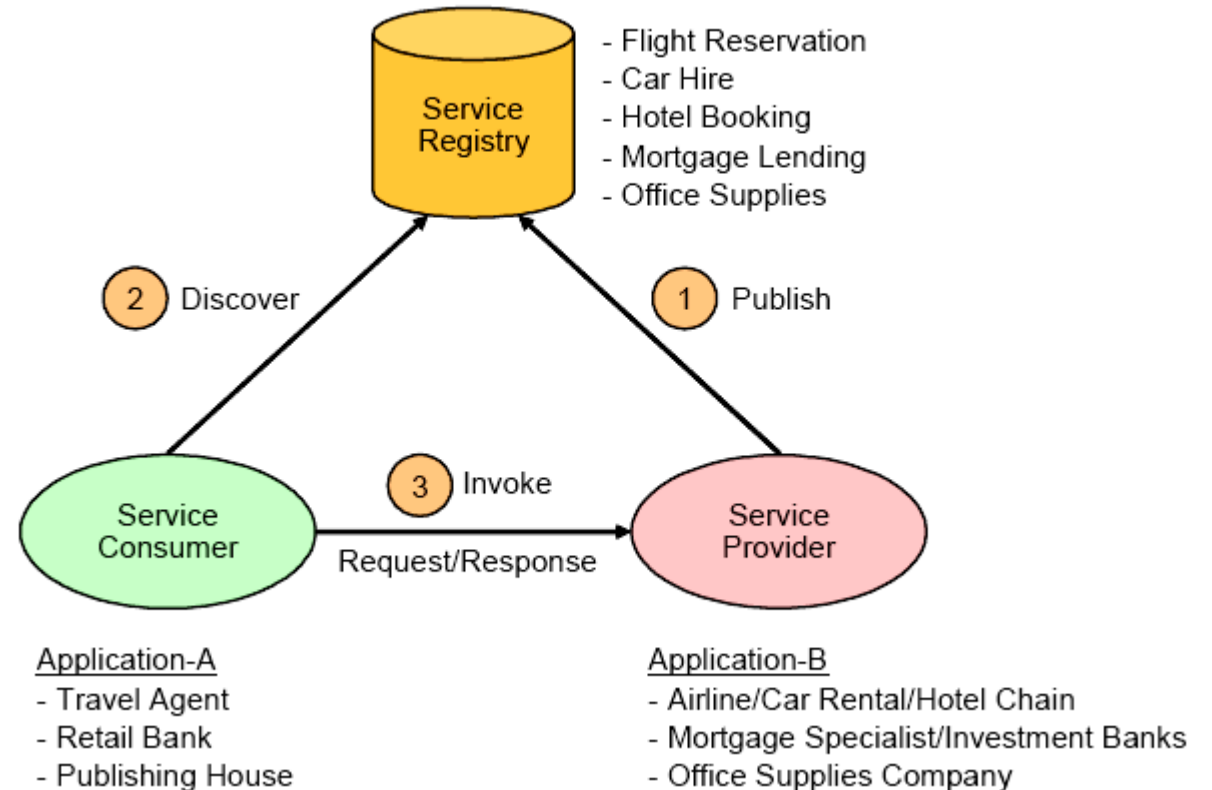 Service
Registry
- Flight Reservation
- Car Hire
- Hotel Booking
- Mortgage Lending
- Office Supplies
2 Discover
1 Publish
3 Invoke
Request/Response
Service
Consumer
Service
Provider
Application-A
- Travel Agent
- Retail Bank
- Publishing House
Application-B
- Airline/Car Rental/Hotel Chain
- Mortgage Specialist/Investment Banks
- Office Supplies Company